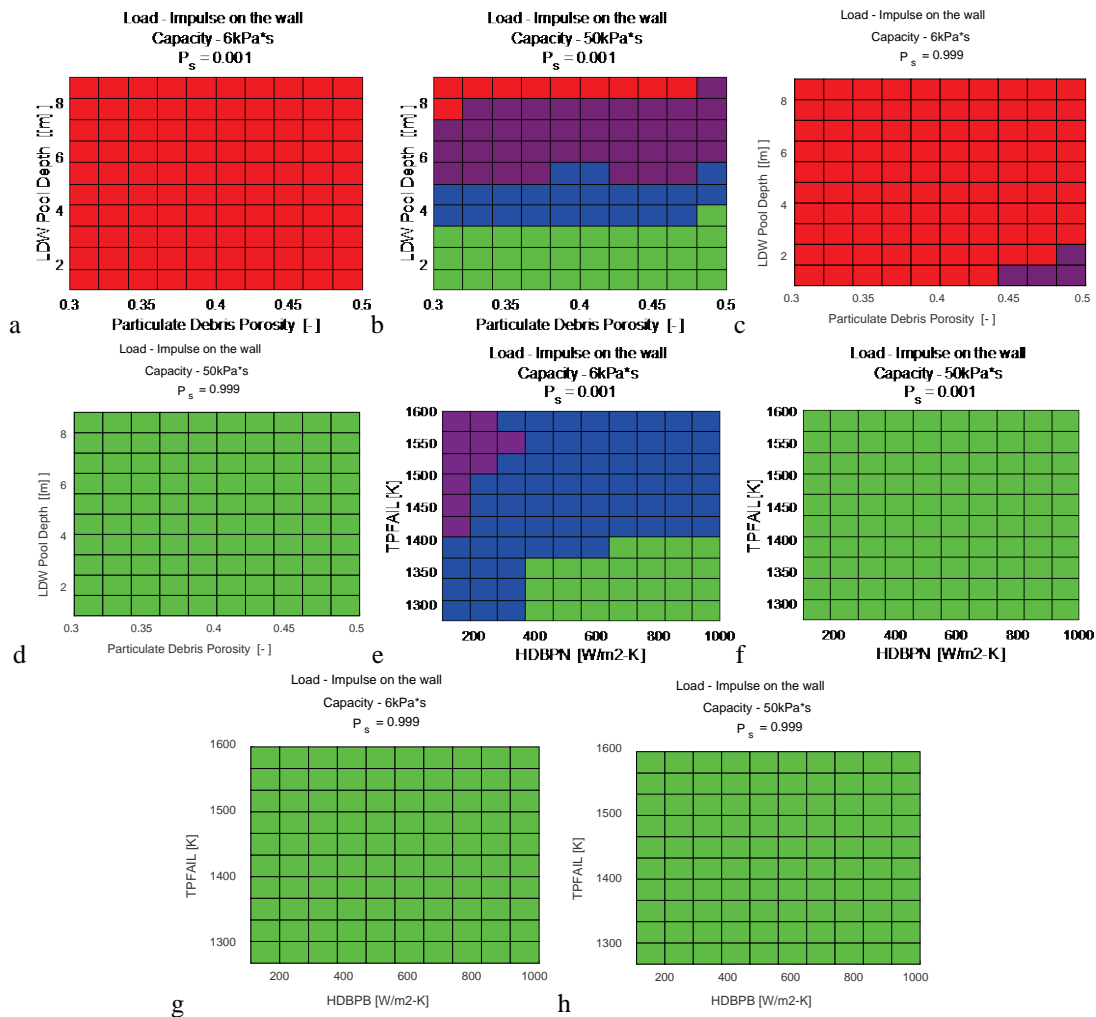 Load - Impulse on the wall
Capacity - 6kPa*s
P s = 0.001
LDW Pool Depth [[m] ]
8
6
4
2
0.3 0.35 0.4 0.45 0.5
Particulate Debris Porosity [-]
a
Load - Impulse on the wall
Capacity - 50kPa*s
P s = 0.001
LDW Pool Depth [[m] ]
8
6
4
2
0.3 0.35 0.4 0.45 0.5
Particulate Debris Porosity [-]
b
Load - Impulse on the wall
Capacity - 6kPa*s
P s = 0.999
LDW Pool Depth [[m] ]
8
6
4
2
0.3 0.35 0.4 0.45 0.5
Particulate Debris Porosity [-]
c
Load - Impulse on the wall
Capacity - 50kPa*s
P s = 0.999
LDW Pool Depth [[m] ]
8
6
4
2
0.3 0.35 0.4 0.45 0.5
Particulate Debris Porosity [-]
d
Load - Impulse on the wall
Capacity - 6kPa*s
P s = 0.001
TPFAIL [K]
1600
1550
1500
1450
1400
1350
1300
200 400 600 800 1000
HDBPN [W/m2-K]
e
Load - Impulse on the wall
Capacity - 50kPa*s
P s = 0.001
TPFAIL [K]
1600
1550
1500
1450
1400
1350
1300
200 400 600 800 1000
HDBPN [W/m2-K]
f
Load - Impulse on the wall
Capacity - 6kPa*s
P s = 0.999
TPFAIL [K]
1600
1500
1400
1300
200 400 600 800 1000
HDBPB [W/m2-K]
g
Load - Impulse on the wall
Capacity - 50kPa*s
P s = 0.999
TPFAIL [K]
1600
1500
1400
1300
200 400 600 800 1000
HDBPB [W/m2-K]
h